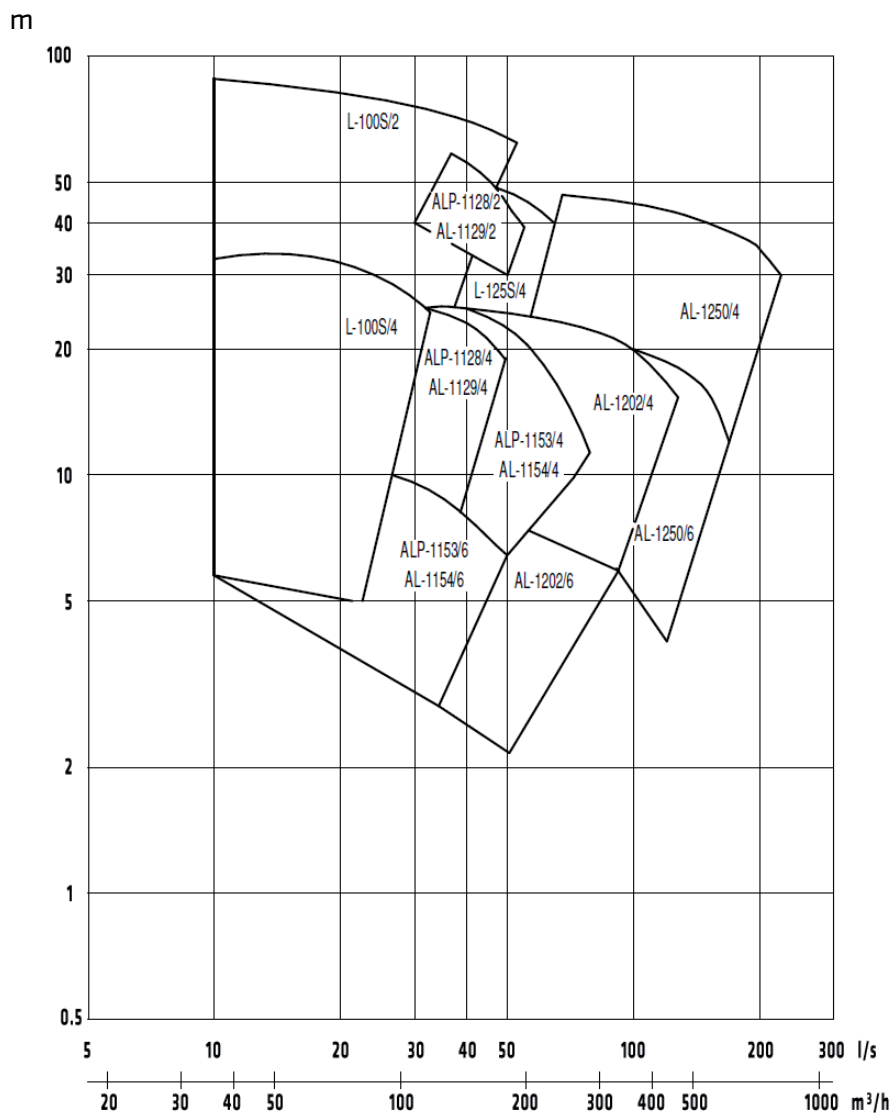 m
100
L-100S/2
50
ALP-1128/2
40
AL-1129/2
30
L-125S/4
AL-1250/4
L-100S/4
20
ALP-1128/4
AL-1129/4
AL-1202/4
ALP-1153/4
10
AL-1154/4
AL-1250/6
ALP-1153/6
AL-1154/6
AL-1202/6
5
2
1
0.5
5 10 20 30 40 50 100 200 300 l/s
20 30 40 50 100 200 300 400 500 1000 m³/h